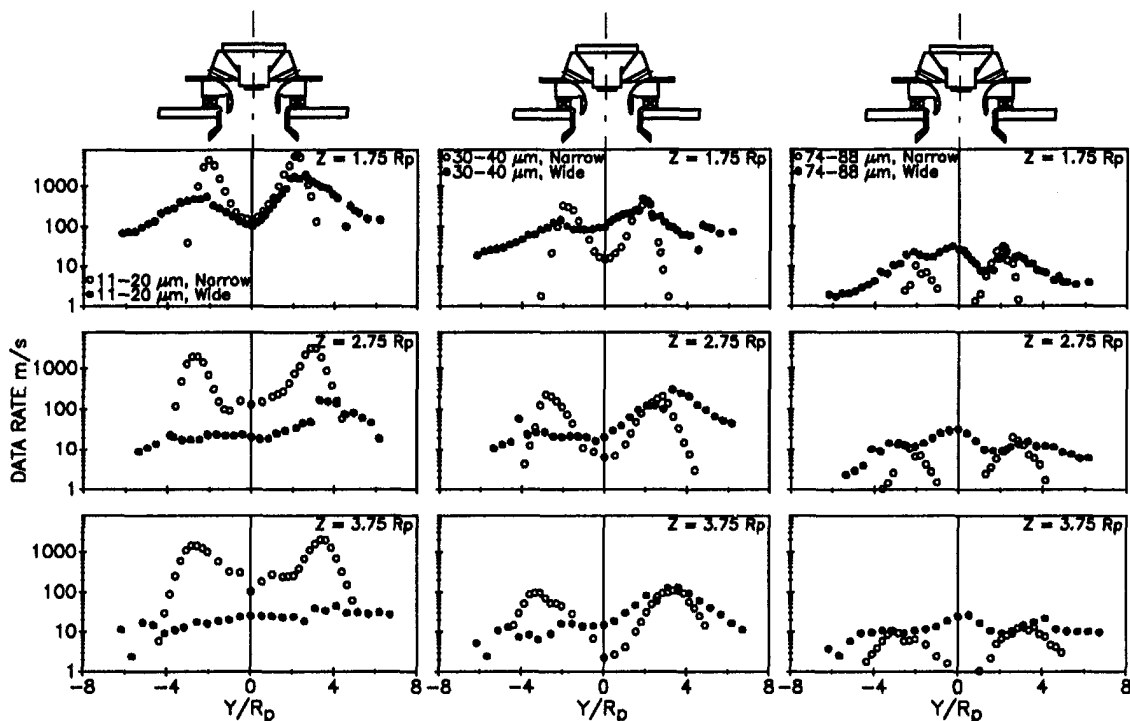 Z = 1.75 Rp
1000
100
10
1
○ 11-20 μm, Narrow
● 11-20 μm, Wide
○ 30-40 μm, Narrow
● 30-40 μm, Wide
Z = 1.75 Rp
○ 74-88 μm, Narrow
● 74-88 μm, Wide
Z = 1.75 Rp
DATA RATE m/s
Z = 2.75 Rp
1000
100
10
1
Z = 2.75 Rp
Z = 2.75 Rp
Z = 3.75 Rp
1000
100
10
1
Z = 3.75 Rp
Z = 3.75 Rp
-8 -4 0 4 8
-8 -4 0 4 8
-8 -4 0 4 8
Y/Rp
Y/Rp
Y/Rp